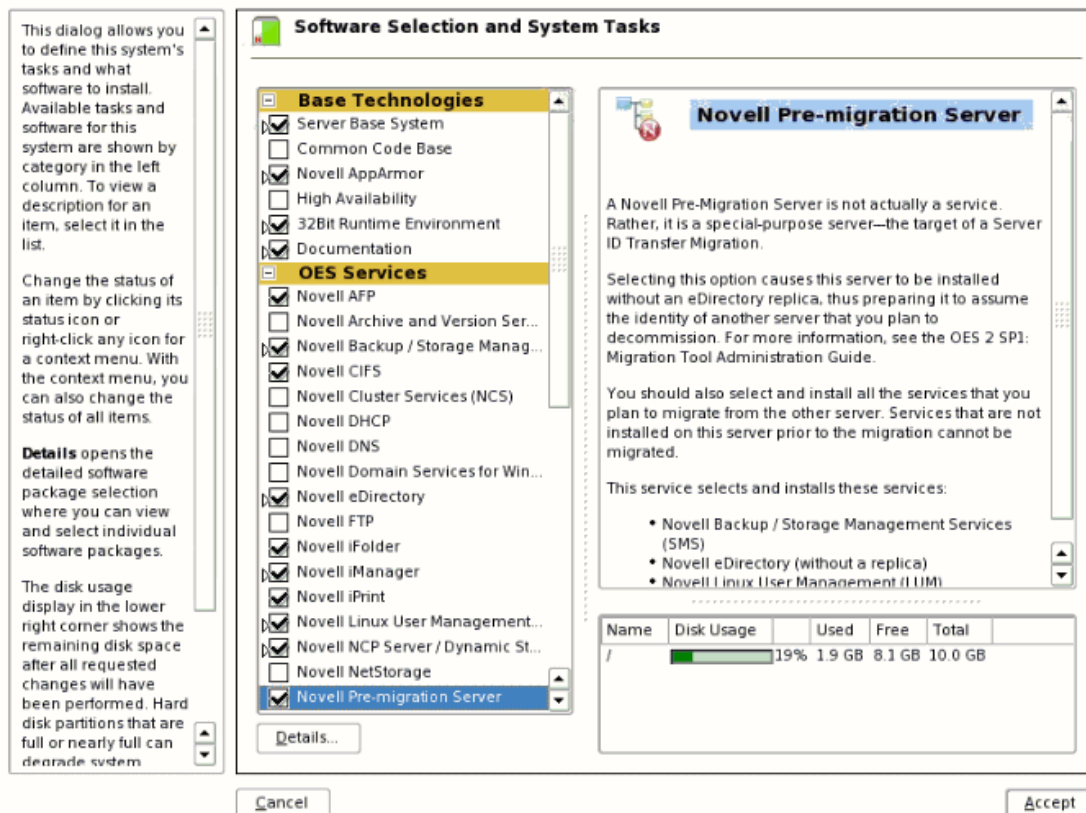 This dialog allows you
to define this system's
tasks and what
software to install.
Available tasks and
software for this
system are shown by
category in the left
column. To view a
description for an
item, select it in the
list.
Change the status of
an item by clicking its
status icon or
right-click any icon for
a context menu. With
the context menu, you
can also change the
status of all items.
Details opens the
detailed software
package selection
where you can view
and select individual
software packages.
The disk usage
display in the lower
right corner shows the
remaining disk space
after all requested
changes will have
been performed. Hard
disk partitions that are
full or nearly full can
degrade system
Software Selection and System Tasks
Base Technologies
Server Base System
Common Code Base
Novell AppArmor
High Availability
32Bit Runtime Environment
Documentation
OES Services
Novell AFP
Novell Archive and Version Ser...
Novell Backup / Storage Manag...
Novell CIFS
Novell Cluster Services (NCS)
Novell DHCP
Novell DNS
Novell Domain Services for Win...
Novell eDirectory
Novell FTP
Novell iFolder
Novell iManager
Novell iPrint
Novell Linux User Management...
Novell NCP Server / Dynamic St...
Novell NetStorage
Novell Pre-migration Server
Details...
Novell Pre-migration Server
A Novell Pre-Migration Server is not actually a service.
Rather, it is a special-purpose server—the target of a Server
ID Transfer Migration.
Selecting this option causes this server to be installed
without an eDirectory replica, thus preparing it to assume
the identity of another server that you plan to
decommission. For more information, see the OES 2 SP1:
Migration Tool Administration Guide.
You should also select and install all the services that you
plan to migrate from the other server. Services that are not
installed on this server prior to the migration cannot be
migrated.
This service selects and installs these services:
• Novell Backup / Storage Management Services
(SMS)
• Novell eDirectory (without a replica)
• Novell Linux User Management (LUM)
Name Disk Usage Used Free Total
/ 19% 1.9 GB 8.1 GB 10.0 GB
Cancel
Accept